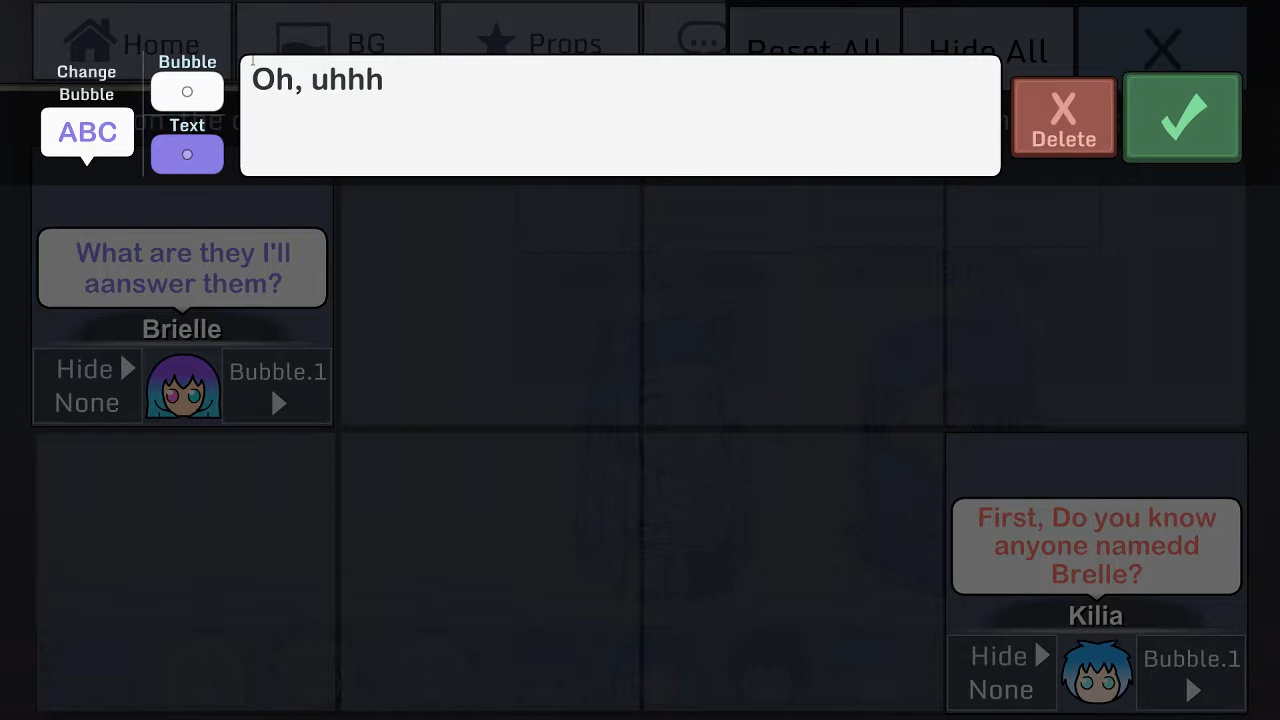 Home
BG
Props
Reset All
Hide All
X
Change
Bubble
ABC
Bubble
Text
Oh, uhhh
X
Delete
What are they I'll
aanswer them?
Brielle
Hide
None
Bubble.1
First, Do you know
anyone namedd
Brelle?
Kilia
Hide
None
Bubble.1